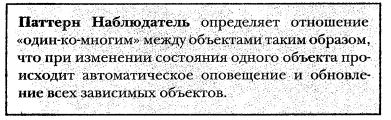 Паттерн Наблюдатель определяет отношение
«один-ко-многим» между объектами таким образом,
что при изменении состояния одного объекта про-
исходит автоматическое оповещение и обновле-
ние всех зависимых объектов.